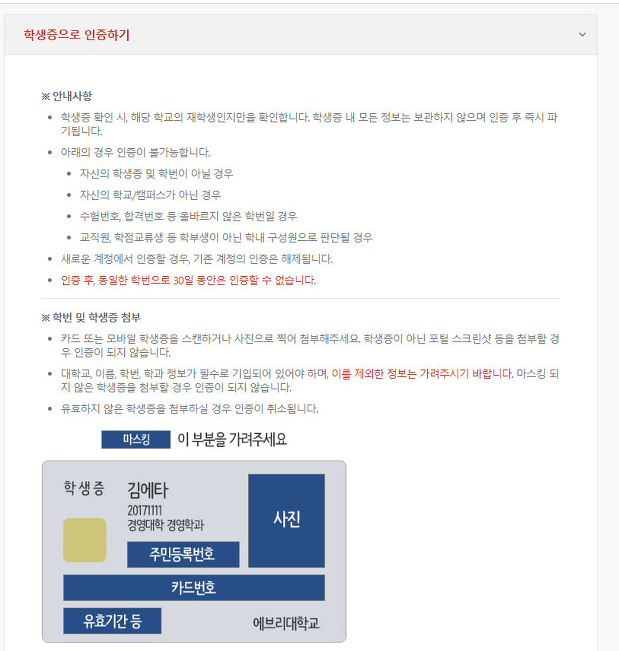 학생증으로 인증하기
※ 안내사항
• 학생증 확인 시, 해당 학교의 재학생인지만을 확인합니다. 학생증 내 모든 정보는 보관하지 않으며 인증 후 즉시 파
기됩니다.
• 아래의 경우 인증이 불가능합니다.
• 자신의 학생증 및 학번이 아닐 경우
• 자신의 학교/캠퍼스가 아닌 경우
• 수험번호, 합격번호 등 올바르지 않은 학번일 경우
• 교직원, 학점교류생 등 학부생이 아닌 학내 구성원으로 판단될 경우
• 새로운 계정에서 인증할 경우, 기존 계정의 인증은 해제됩니다.
• 인증 후, 동일한 학번으로 30일 동안은 인증할 수 없습니다.
※ 학번 및 학생증 첨부
• 카드 또는 모바일 학생증을 스캔하거나 사진으로 찍어 첨부해주세요. 학생증이 아닌 포털 스크린샷 등을 첨부할 경
우 인증이 되지 않습니다.
• 대학교, 이름, 학번, 학과 정보가 필수로 기입되어 있어야 하며, 이를 제외한 정보는 가려주시기 바랍니다. 마스킹 되
지 않은 학생증을 첨부할 경우 인증이 되지 않습니다.
• 유효하지 않은 학생증을 첨부하실 경우 인증이 취소됩니다.
마스킹 이 부분을 가려주세요
학생증 김에타
20171111
경영대학 경영학과
사진
주민등록번호
카드번호
유효기간 등
에브리대학교